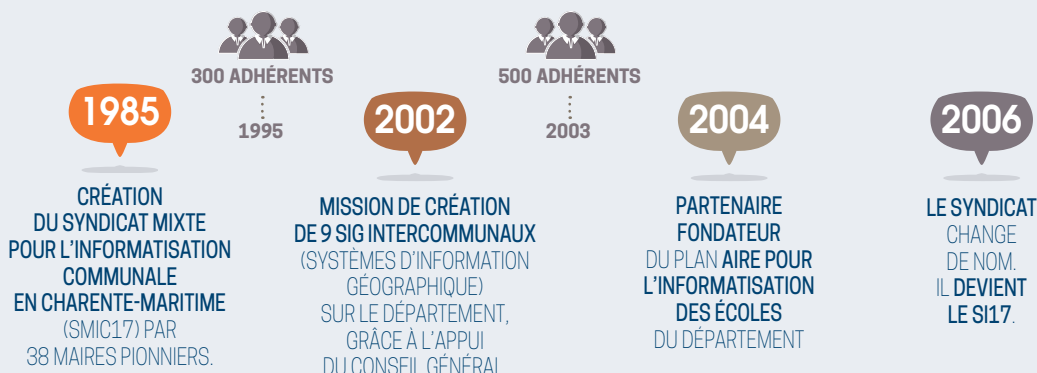 300 ADHÉRENTS
1995
500 ADHÉRENTS
2003
1985
CRÉATION
DU SYNDICAT MIXTE
POUR L'INFORMATISATION
COMMUNALE
EN CHARENTE-MARITIME
(SMIC17) PAR
38 MAIRES PIONNIERS.
2002
MISSION DE CRÉATION
DE 9 SIG INTERCOMMUNAUX
(SYSTÈMES D'INFORMATION
GÉOGRAPHIQUE)
SUR LE DÉPARTEMENT,
GRÂCE À L'APPUI
DU CONSEIL GÉNÉRAL
2004
PARTENAIRE
FONDATEUR
DU PLAN AIRE POUR
L'INFORMATISATION
DES ÉCOLES
DU DÉPARTEMENT
2006
LE SYNDICAT
CHANGE
DE NOM.
IL DEVIENT
LE SI17.